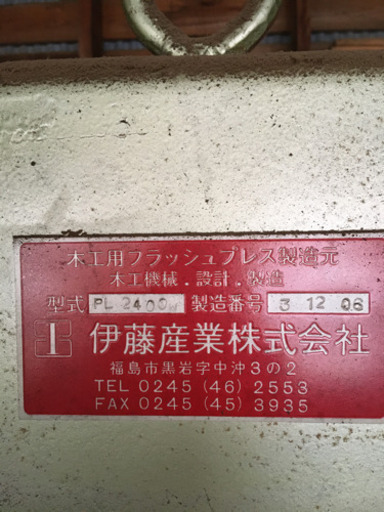 木工用フラッシュプレス製造元
木工機械.設計.製造
型式 PL 2400W 製造番号 3 12 06
伊藤産業株式会社
福島市黒岩字中沖3の2
TEL 0245 (46) 2553
FAX 0245 (45) 3935